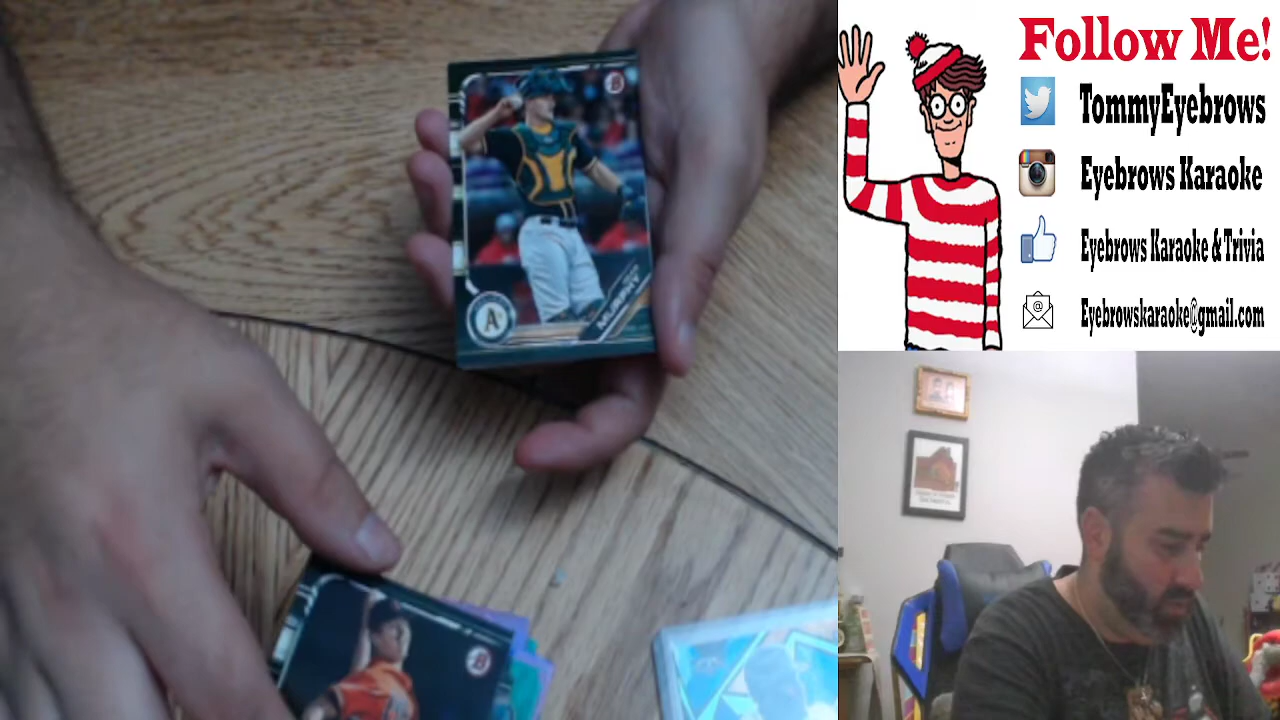 Follow Me!
TommyEyebrows
Eyebrows Karaoke
Eyebrows Karaoke & Trivia
Eyebrowskaraoke@gmail.com
B
MURPHY
A
B